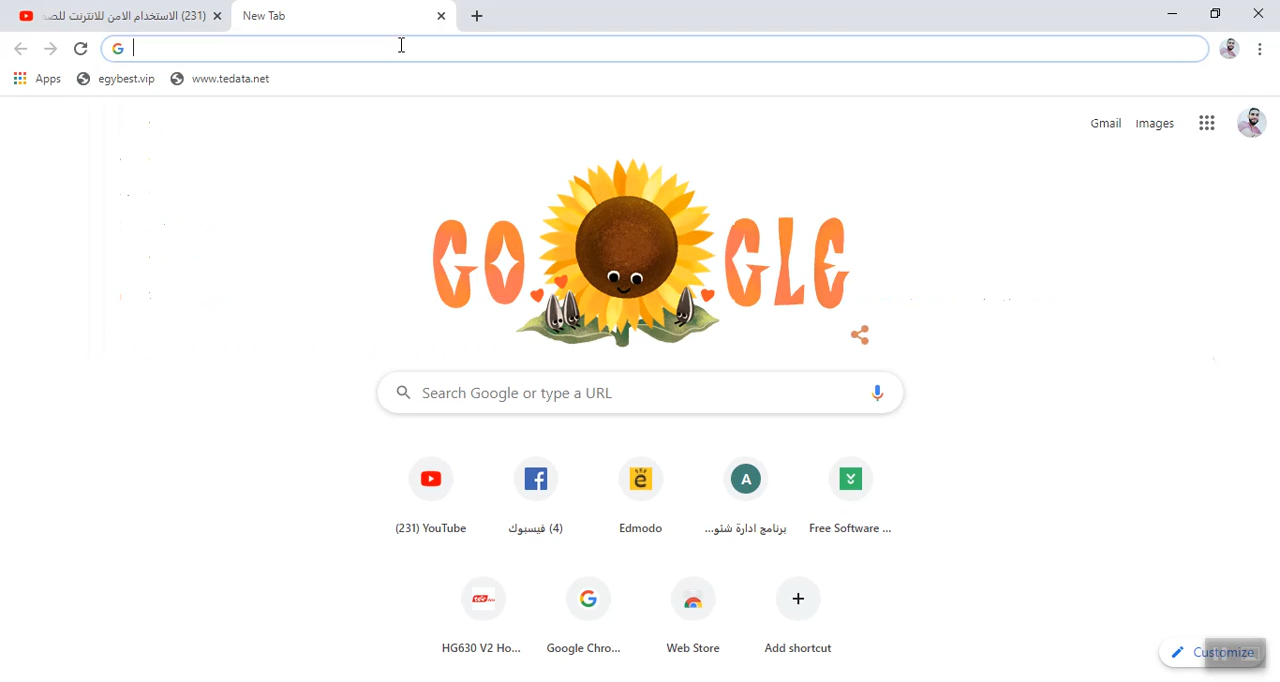 (231) الاستخدام الامن للانترنت للصف
New Tab
Apps
egybest.vip
www.tedata.net
Gmail
Images
GOOGLE
Search Google or type a URL
(231) YouTube
(4) فيسبوك
Edmodo
برنامج ادارة شئو...
Free Software ...
HG630 V2 Ho...
Google Chro...
Web Store
Add shortcut
Customize